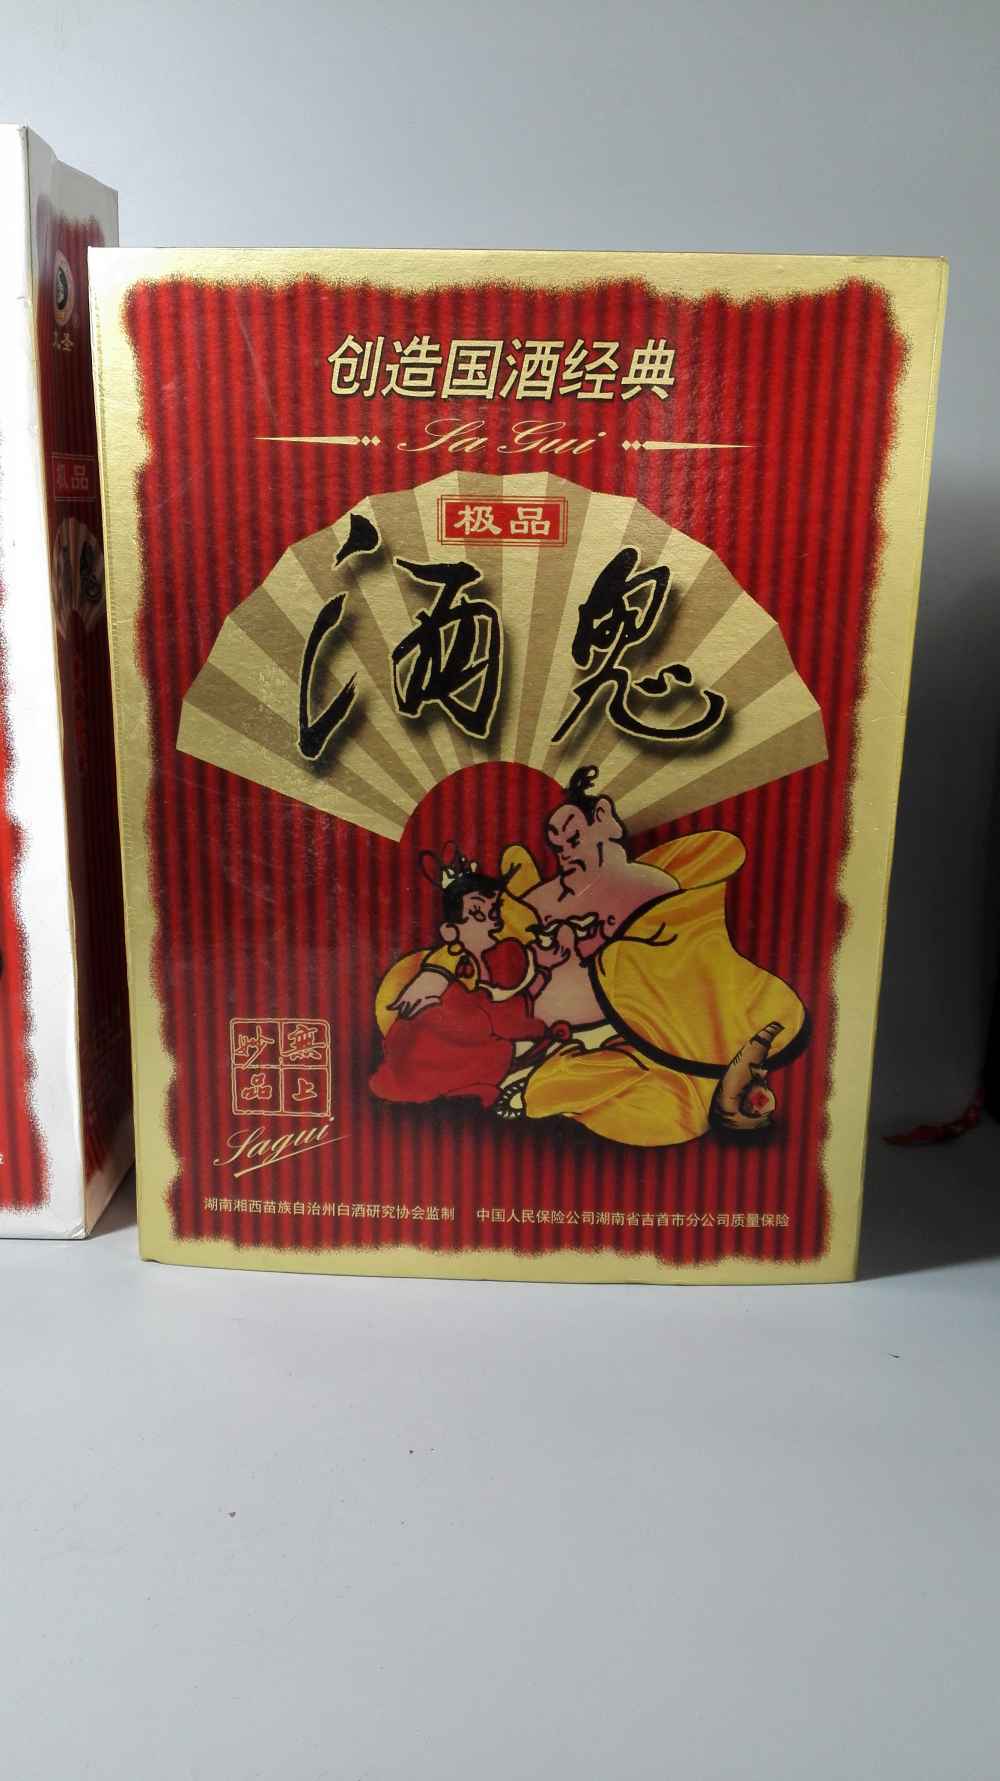 创造国酒经典
Sa Gui
极品
酒鬼
無上
妙品
Sagui
湖南湘西苗族自治州白酒研究协会监制 中国人民保险公司湖南省吉首市分公司质量保险
极品